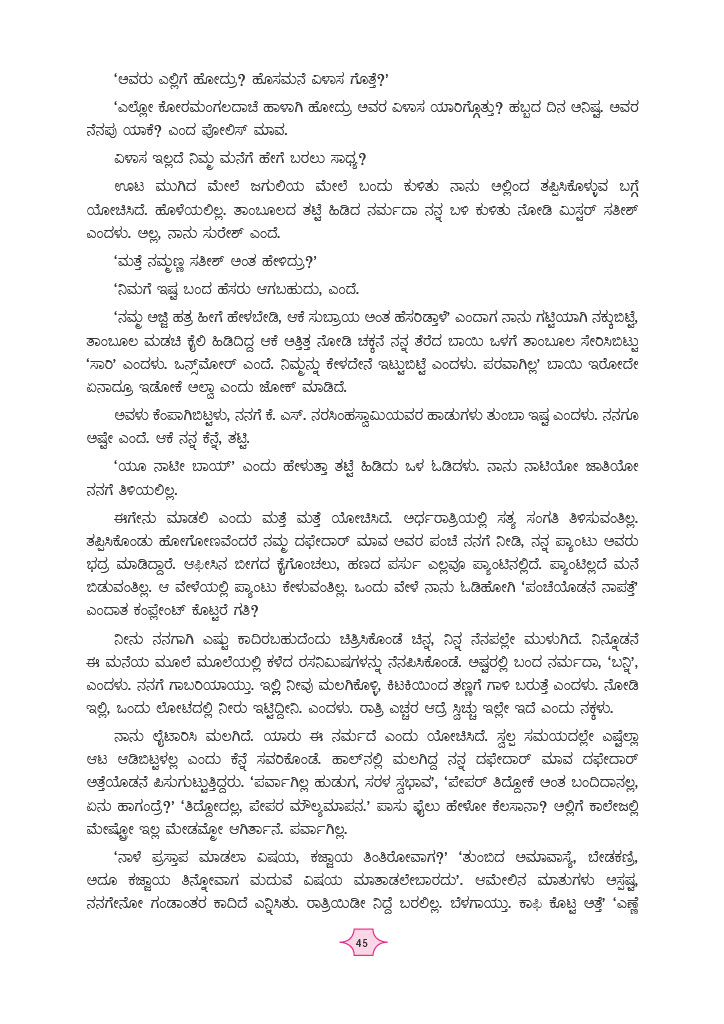 ‘ಅವರು ಎಲ್ಲಿಗೆ ಹೋದ್ರು? ಹೊಸಮನೆ ವಿಳಾಸ ಗೊತ್ತೆ?’
‘ಎಲ್ಲೋ ಕೋರಮಂಗಲದಾಚೆ ಹಾಳಾಗಿ ಹೋದ್ರು ಅವರ ವಿಳಾಸ ಯಾರಿಗ್ಗೊತ್ತು? ಹಬ್ಬದ ದಿನ ಅನಿಷ್ಟ. ಅವರ
ನೆನಪು ಯಾಕೆ? ಎಂದ ಪೋಲಿಸ್ ಮಾವ.
ವಿಳಾಸ ಇಲ್ಲದೆ ನಿಮ್ಮ ಮನೆಗೆ ಹೇಗೆ ಬರಲು ಸಾಧ್ಯ?
ಊಟ ಮುಗಿದ ಮೇಲೆ ಜಗುಲಿಯ ಮೇಲೆ ಬಂದು ಕುಳಿತು ನಾನು ಅಲ್ಲಿಂದ ತಪ್ಪಿಸಿಕೊಳ್ಳುವ ಬಗ್ಗೆ
ಯೋಚಿಸಿದೆ. ಹೊಳೆಯಲಿಲ್ಲ. ತಾಂಬೂಲದ ತಟ್ಟೆ ಹಿಡಿದ ನರ್ಮದಾ ನನ್ನ ಬಳಿ ಕುಳಿತು ನೋಡಿ ಮಿಸ್ಟರ್ ಸತೀಶ್
ಎಂದಳು. ಅಲ್ಲ, ನಾನು ಸುರೇಶ್ ಎಂದೆ.
‘ಮತ್ತೆ ನಮ್ಮಣ್ಣ ಸತೀಶ್ ಅಂತ ಹೇಳಿದ್ರು?’
‘ನಿಮಗೆ ಇಷ್ಟ ಬಂದ ಹೆಸರು ಆಗಬಹುದು, ಎಂದೆ.
‘ನಮ್ಮ ಅಜ್ಜಿ ಹತ್ರ ಹೀಗೆ ಹೇಳಬೇಡಿ, ಆಕೆ ಸುಬ್ರಾಯ ಅಂತ ಹೆಸರಿಡ್ತಾಳೆ’ ಎಂದಾಗ ನಾನು ಗಟ್ಟಿಯಾಗಿ ನಕ್ಕುಬಿಟ್ಟೆ,
ತಾಂಬೂಲ ಮಡಚಿ ಕೈಲಿ ಹಿಡಿದಿದ್ದ ಆಕೆ ಅತ್ತಿತ್ತ ನೋಡಿ ಚಕ್ಕನೆ ನನ್ನ ತೆರೆದ ಬಾಯಿ ಒಳಗೆ ತಾಂಬೂಲ ಸೇರಿಸಿಬಿಟ್ಟು
‘ಸಾರಿ’ ಎಂದಳು. ಒನ್ಸ್‌ಮೋರ್ ಎಂದೆ. ನಿಮ್ಮನ್ನು ಕೇಳದೇನೆ ಇಟ್ಟುಬಿಟ್ಟೆ ಎಂದಳು. ಪರವಾಗಿಲ್ಲ’ ಬಾಯಿ ಇರೋದೇ
ಏನಾದ್ರೂ ಇಡೋಕೆ ಅಲ್ವಾ ಎಂದು ಜೋಕ್ ಮಾಡಿದೆ.
ಅವಳು ಕೆಂಪಾಗಿಬಿಟ್ಟಳು, ನನಗೆ ಕೆ. ಎಸ್. ನರಸಿಂಹಸ್ವಾಮಿಯವರ ಹಾಡುಗಳು ತುಂಬಾ ಇಷ್ಟ ಎಂದಳು. ನನಗೂ
ಅಷ್ಟೇ ಎಂದೆ. ಆಕೆ ನನ್ನ ಕೆನ್ನೆ, ತಟ್ಟಿ.
‘ಯೂ ನಾಟೀ ಬಾಯ್’ ಎಂದು ಹೇಳುತ್ತಾ ತಟ್ಟೆ ಹಿಡಿದು ಒಳ ಓಡಿದಳು. ನಾನು ನಾಟಿಯೋ ಜಾತಿಯೋ
ನನಗೆ ತಿಳಿಯಲಿಲ್ಲ.
ಈಗೇನು ಮಾಡಲಿ ಎಂದು ಮತ್ತೆ ಮತ್ತೆ ಯೋಚಿಸಿದೆ. ಅರ್ಧರಾತ್ರಿಯಲ್ಲಿ ಸತ್ಯ ಸಂಗತಿ ತಿಳಿಸುವಂತಿಲ್ಲ.
ತಪ್ಪಿಸಿಕೊಂಡು ಹೋಗೋಣವೆಂದರೆ ನಮ್ಮ ದಫೇದಾರ್ ಮಾವ ಅವರ ಪಂಚೆ ನನಗೆ ನೀಡಿ, ನನ್ನ ಪ್ಯಾಂಟು ಅವರು
ಭದ್ರ ಮಾಡಿದ್ದಾರೆ. ಆಫೀಸಿನ ಬೀಗದ ಕೈಗೊಂಚಲು, ಹಣದ ಪರ್ಸು ಎಲ್ಲವೂ ಪ್ಯಾಂಟಿನಲ್ಲಿದೆ. ಪ್ಯಾಂಟಿಲ್ಲದೆ ಮನೆ
ಬಿಡುವಂತಿಲ್ಲ. ಆ ವೇಳೆಯಲ್ಲಿ ಪ್ಯಾಂಟು ಕೇಳುವಂತಿಲ್ಲ. ಒಂದು ವೇಳೆ ನಾನು ಓಡಿಹೋಗಿ ‘ಪಂಚೆಯೊಡನೆ ನಾಪತ್ತೆ’
ಎಂದಾತ ಕಂಪ್ಲೇಂಟ್ ಕೊಟ್ಟರೆ ಗತಿ?
ನೀನು ನನಗಾಗಿ ಎಷ್ಟು ಕಾದಿರಬಹುದೆಂದು ಚಿತ್ರಿಸಿಕೊಂಡೆ ಚಿನ್ನ, ನಿನ್ನ ನೆನಪಲ್ಲೇ ಮುಳುಗಿದೆ. ನಿನ್ನೊಡನೆ
ಈ ಮನೆಯ ಮೂಲೆ ಮೂಲೆಯಲ್ಲಿ ಕಳೆದ ರಸನಿಮಿಷಗಳನ್ನು ನೆನಪಿಸಿಕೊಂಡೆ. ಅಷ್ಟರಲ್ಲಿ ಬಂದ ನರ್ಮದಾ, ‘ಬನ್ನಿ’,
ಎಂದಳು. ನನಗೆ ಗಾಬರಿಯಾಯ್ತು. ಇಲ್ಲಿ ನೀವು ಮಲಗಿಕೊಳ್ಳಿ, ಕಿಟಕಿಯಿಂದ ತಣ್ಣಗೆ ಗಾಳಿ ಬರುತ್ತೆ ಎಂದಳು. ನೋಡಿ
ಇಲ್ಲಿ, ಒಂದು ಲೋಟದಲ್ಲಿ ನೀರು ಇಟ್ಟಿದ್ದೀನಿ. ಎಂದಳು. ರಾತ್ರಿ ಎಚ್ಚರ ಆದ್ರೆ ಸ್ವಿಚ್ಚು ಇಲ್ಲೇ ಇದೆ ಎಂದು ನಕ್ಕಳು.
ನಾನು ಲೈಟಾರಿಸಿ ಮಲಗಿದೆ. ಯಾರು ಈ ನರ್ಮದೆ ಎಂದು ಯೋಚಿಸಿದೆ. ಸ್ವಲ್ಪ ಸಮಯದಲ್ಲೇ ಎಷ್ಟೆಲ್ಲಾ
ಆಟ ಆಡಿಬಿಟ್ಟಳಲ್ಲ ಎಂದು ಕೆನ್ನೆ ಸವರಿಕೊಂಡೆ. ಹಾಲ್‌ನಲ್ಲಿ ಮಲಗಿದ್ದ ನನ್ನ ದಫೇದಾರ್ ಮಾವ ದಫೇದಾರ್
ಅತ್ತೆಯೊಡನೆ ಪಿಸುಗುಟ್ಟುತ್ತಿದ್ದರು. ‘ಪರ್ವಾಗಿಲ್ಲ ಹುಡುಗ, ಸರಳ ಸ್ವಭಾವ’, ‘ಪೇಪರ್ ತಿದ್ದೋಕೆ ಅಂತ ಬಂದಿದಾನಲ್ಲ,
ಏನು ಹಾಗಂದ್ರೆ?’ ‘ತಿದ್ದೋದಲ್ಲ, ಪೇಪರ ಮೌಲ್ಯಮಾಪನ.’ ಪಾಸು ಫೈಲು ಹೇಳೋ ಕೆಲಸಾನಾ? ಅಲ್ಲಿಗೆ ಕಾಲೇಜಲ್ಲಿ
ಮೇಷ್ಟ್ರೋ ಇಲ್ಲ ಮೇಡಮ್ಮೋ ಆಗಿರ್ತಾನೆ. ಪರ್ವಾಗಿಲ್ಲ.
‘ನಾಳೆ ಪ್ರಸ್ತಾಪ ಮಾಡಲಾ ವಿಷಯ, ಕಜ್ಜಾಯ ತಿಂತಿರೋವಾಗ?’ ‘ತುಂಬಿದ ಅಮಾವಾಸ್ಯೆ, ಬೇಡಕಣ್ರಿ,
ಅದೂ ಕಜ್ಜಾಯ ತಿನ್ನೋವಾಗ ಮದುವೆ ವಿಷಯ ಮಾತಾಡಲೇಬಾರದು’. ಆಮೇಲಿನ ಮಾತುಗಳು ಅಸ್ಪಷ್ಟ,
ನನಗೇನೋ ಗಂಡಾಂತರ ಕಾದಿದೆ ಎನ್ನಿಸಿತು. ರಾತ್ರಿಯಿಡೀ ನಿದ್ದೆ ಬರಲಿಲ್ಲ. ಬೆಳಗಾಯ್ತು. ಕಾಫಿ ಕೊಟ್ಟ ಅತ್ತೆ’ ‘ಎಣ್ಣೆ
45